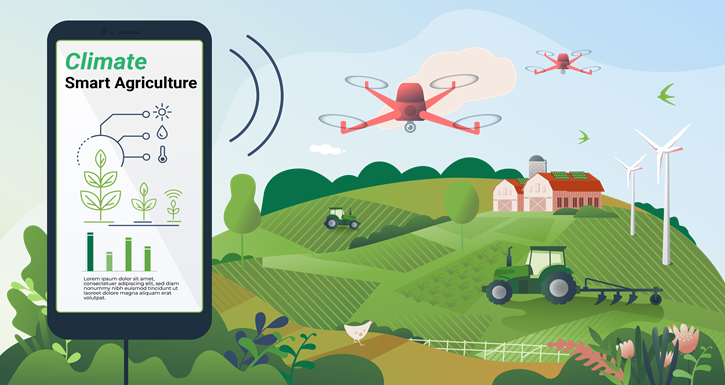 Climate
Smart Agriculture
Lorem ipsum dolor sit amet,
consectetuer adipiscing elit, sed diam
nonummy nibh euismod tincidunt ut
laoreet dolore magna aliquam erat
volutpat.